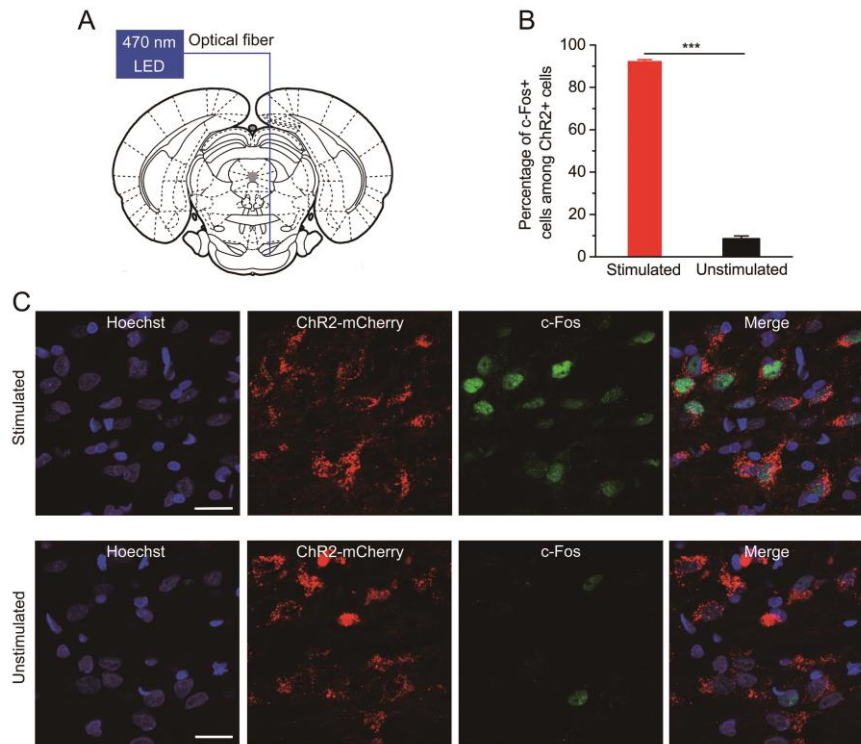 A
470 nm
LED
Optical fiber
B
Percentage of c-Fos+
cells among ChR2+ cells
100
80
60
40
20
10
0
***
Stimulated
Unstimulated
C
Stimulated
Hoechst
ChR2-mCherry
c-Fos
Merge
Unstimulated
Hoechst
ChR2-mCherry
c-Fos
Merge